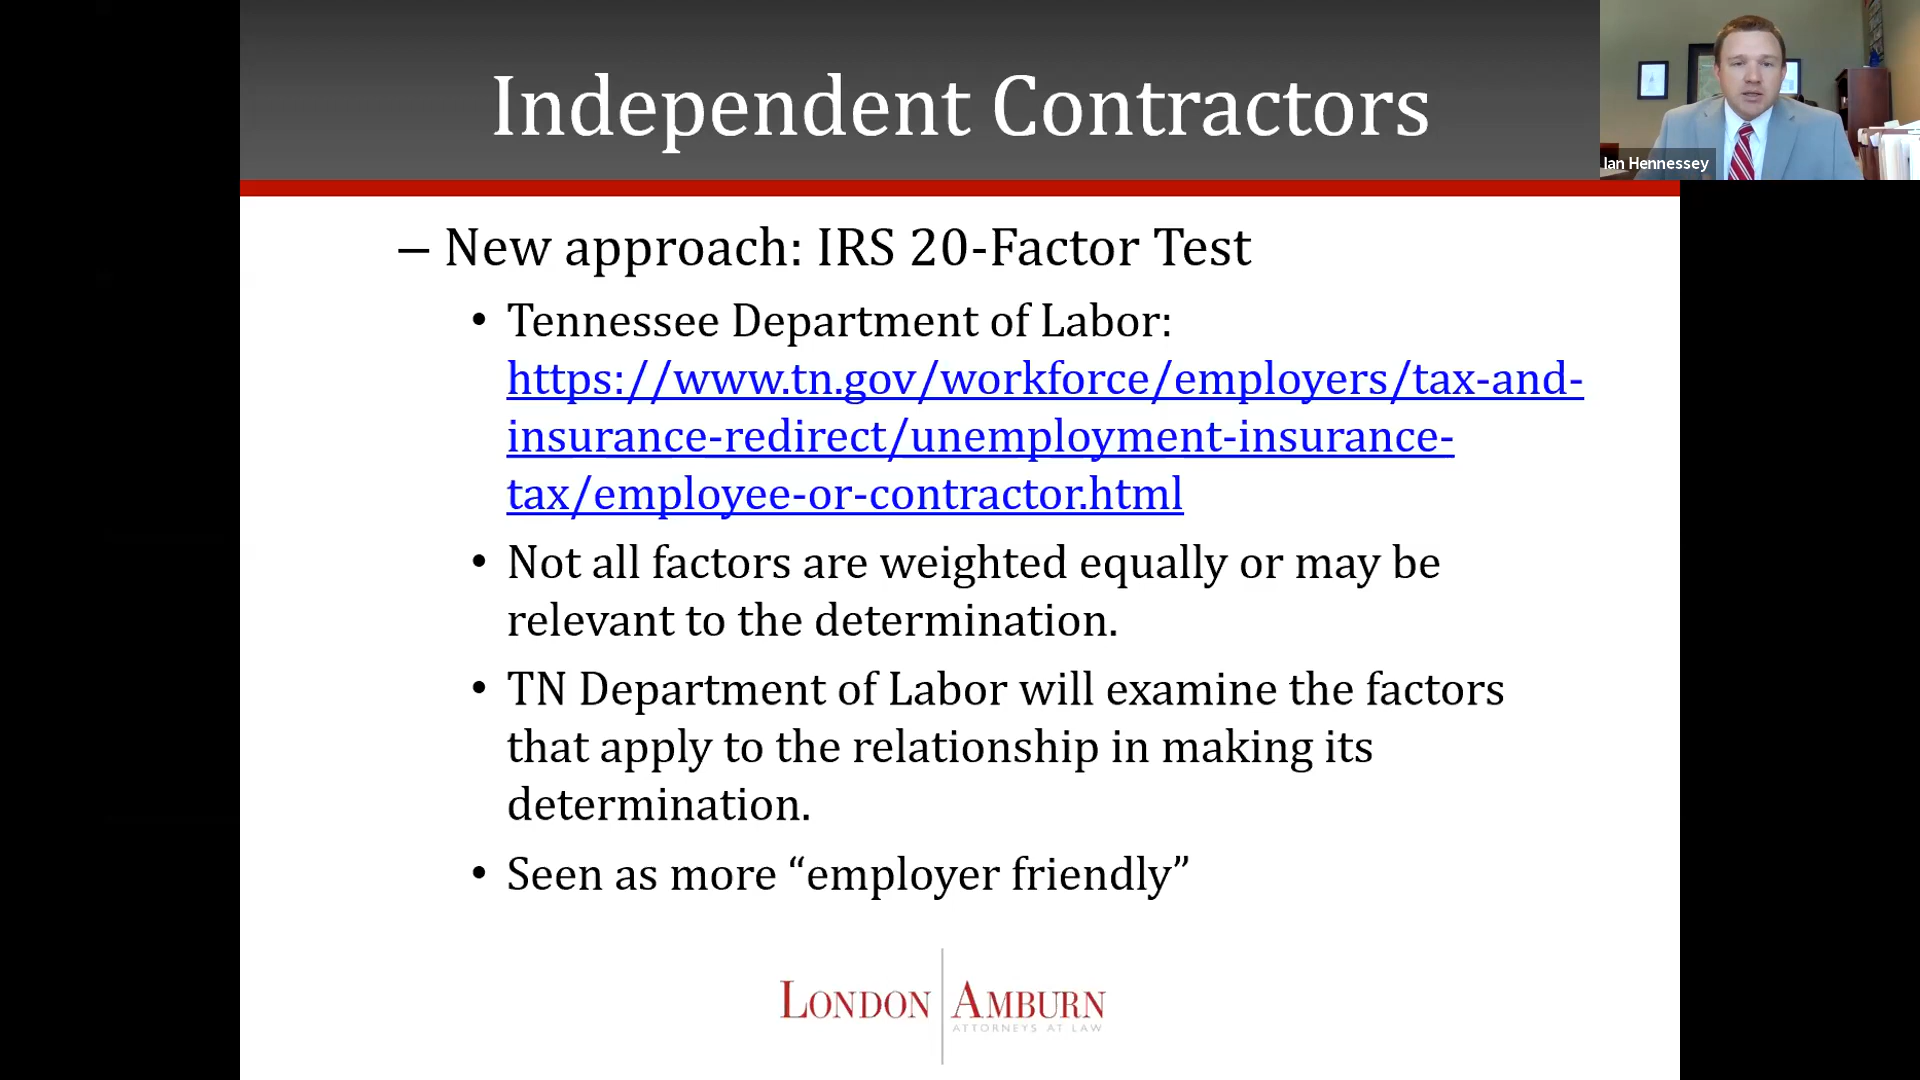 Independent Contractors
Ian Hennessey
– New approach: IRS 20-Factor Test
• Tennessee Department of Labor:
https://www.tn.gov/workforce/employers/tax-and-
insurance-redirect/unemployment-insurance-
tax/employee-or-contractor.html
• Not all factors are weighted equally or may be
relevant to the determination.
• TN Department of Labor will examine the factors
that apply to the relationship in making its
determination.
• Seen as more “employer friendly”
LONDON AMBURN
ATTORNEYS AT LAW